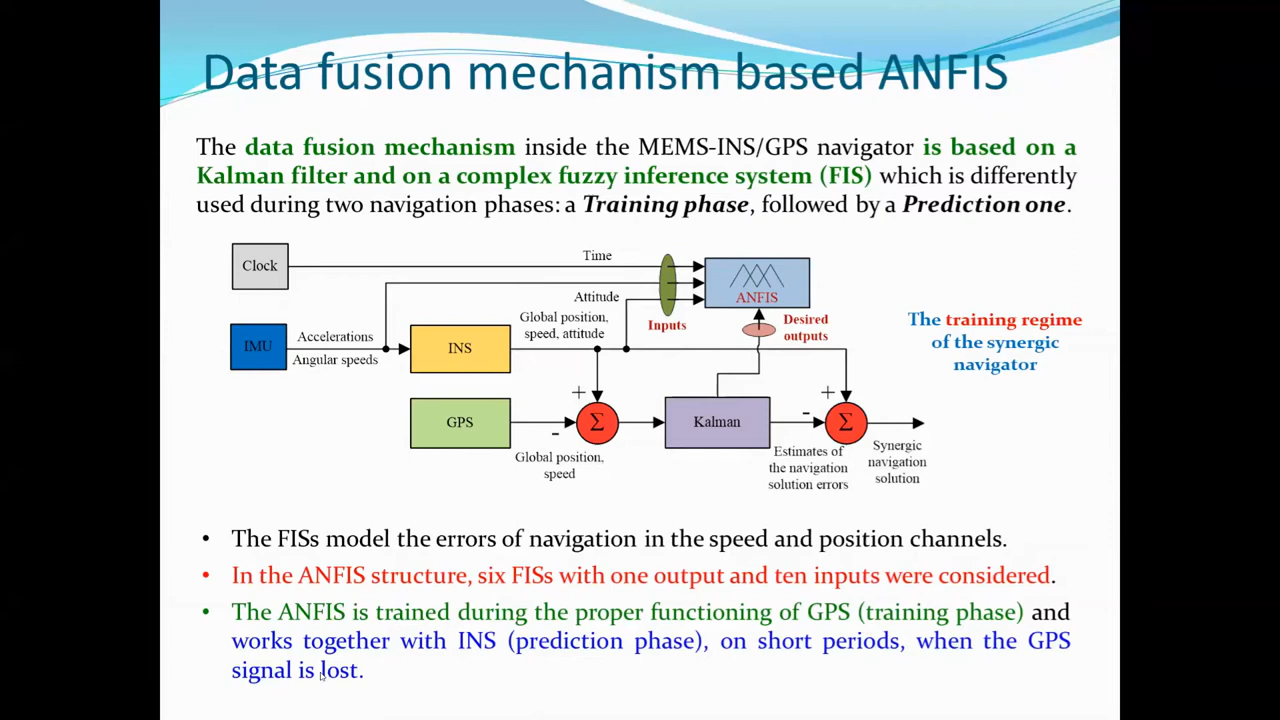 Data fusion mechanism based ANFIS
The data fusion mechanism inside the MEMS-INS/GPS navigator is based on a
Kalman filter and on a complex fuzzy inference system (FIS) which is differently
used during two navigation phases: a Training phase, followed by a Prediction one.
Clock
Time
ANFIS
Attitude
Inputs
Desired
outputs
The training regime
of the synergic
navigator
IMU
Accelerations
Angular speeds
INS
Global position,
speed, attitude
+
+
GPS
-
Σ
Kalman
-
Σ
Global position,
speed
Estimates of
the navigation
solution errors
Synergic
navigation
solution
• The FISs model the errors of navigation in the speed and position channels.
• In the ANFIS structure, six FISs with one output and ten inputs were considered.
• The ANFIS is trained during the proper functioning of GPS (training phase) and
works together with INS (prediction phase), on short periods, when the GPS
signal is lost.